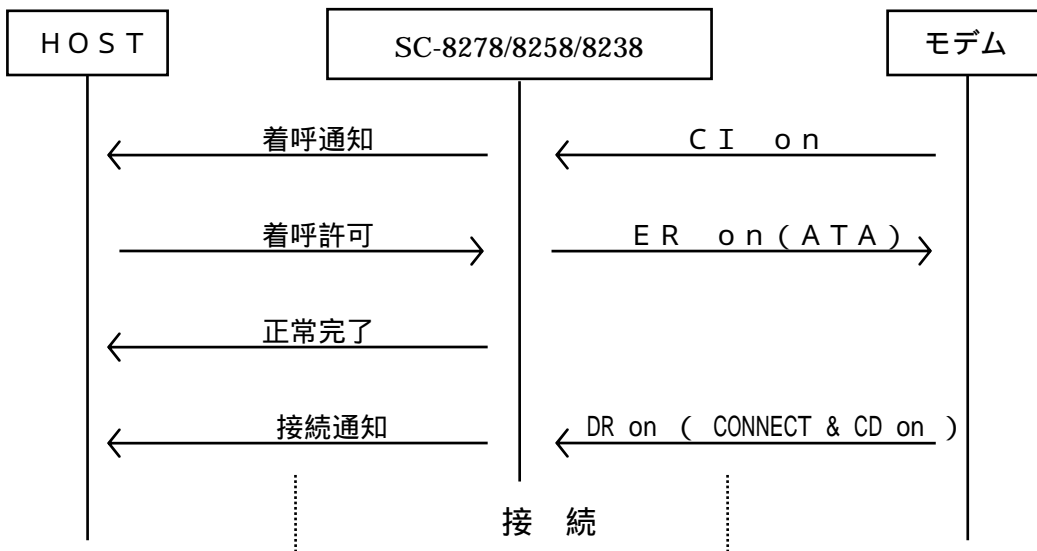 ＨＯＳＴ
SC-8278/8258/8238
モデム
着呼通知
ＣＩ　ｏｎ
着呼許可
ＥＲ　ｏｎ(ＡＴＡ)
正常完了
接続通知
DR on ( CONNECT & CD on )
接　続